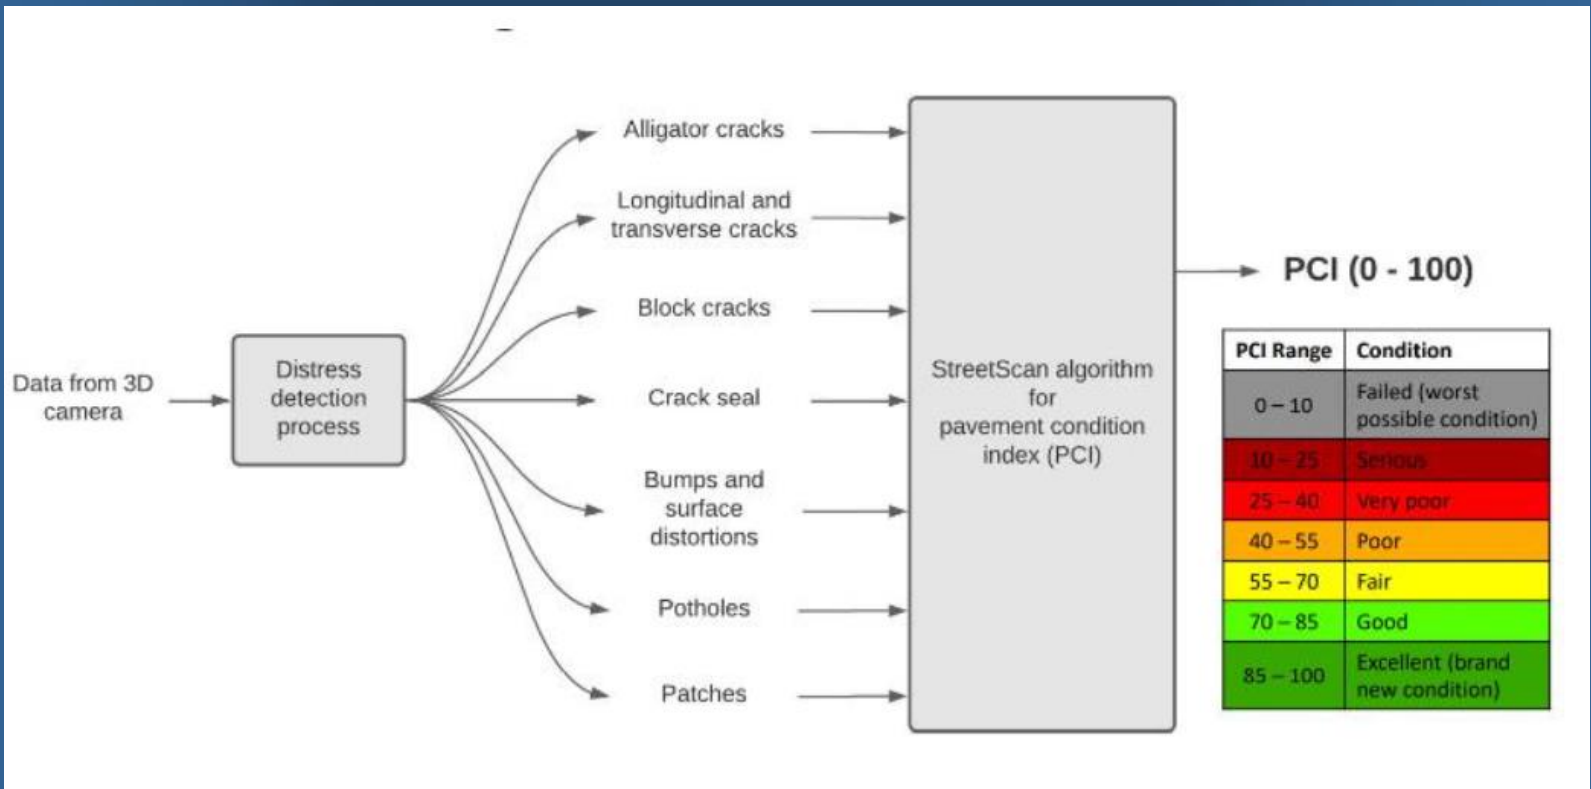 Data from 3D
camera
Distress
detection
process
Alligator cracks
Longitudinal and
transverse cracks
Block cracks
Crack seal
Bumps and
surface
distortions
Potholes
Patches
StreetScan algorithm
for
pavement condition
index (PCI)
PCI (0 - 100)
PCI Range Condition
0 – 10 Failed (worst
possible condition)
10 – 25 Serious
25 – 40 Very poor
40 – 55 Poor
55 – 70 Fair
70 – 85 Good
85 – 100 Excellent (brand
new condition)